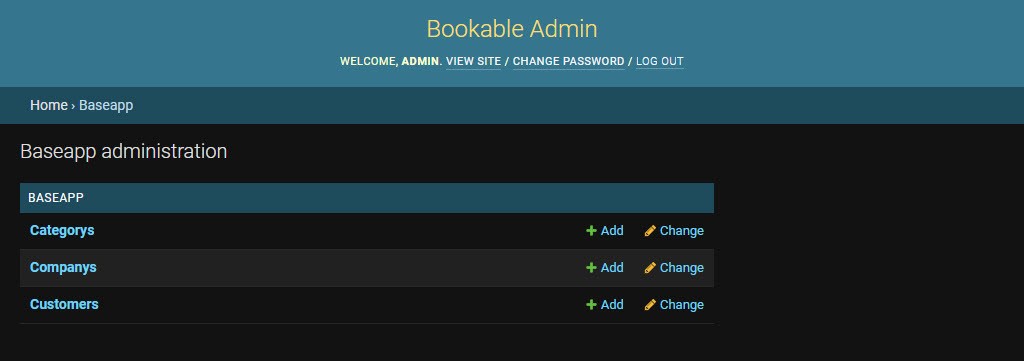 Bookable Admin
WELCOME, ADMIN. VIEW SITE / CHANGE PASSWORD / LOG OUT
Home › Baseapp
Baseapp administration
BASEAPP
Categorys Add Change
Companys Add Change
Customers Add Change